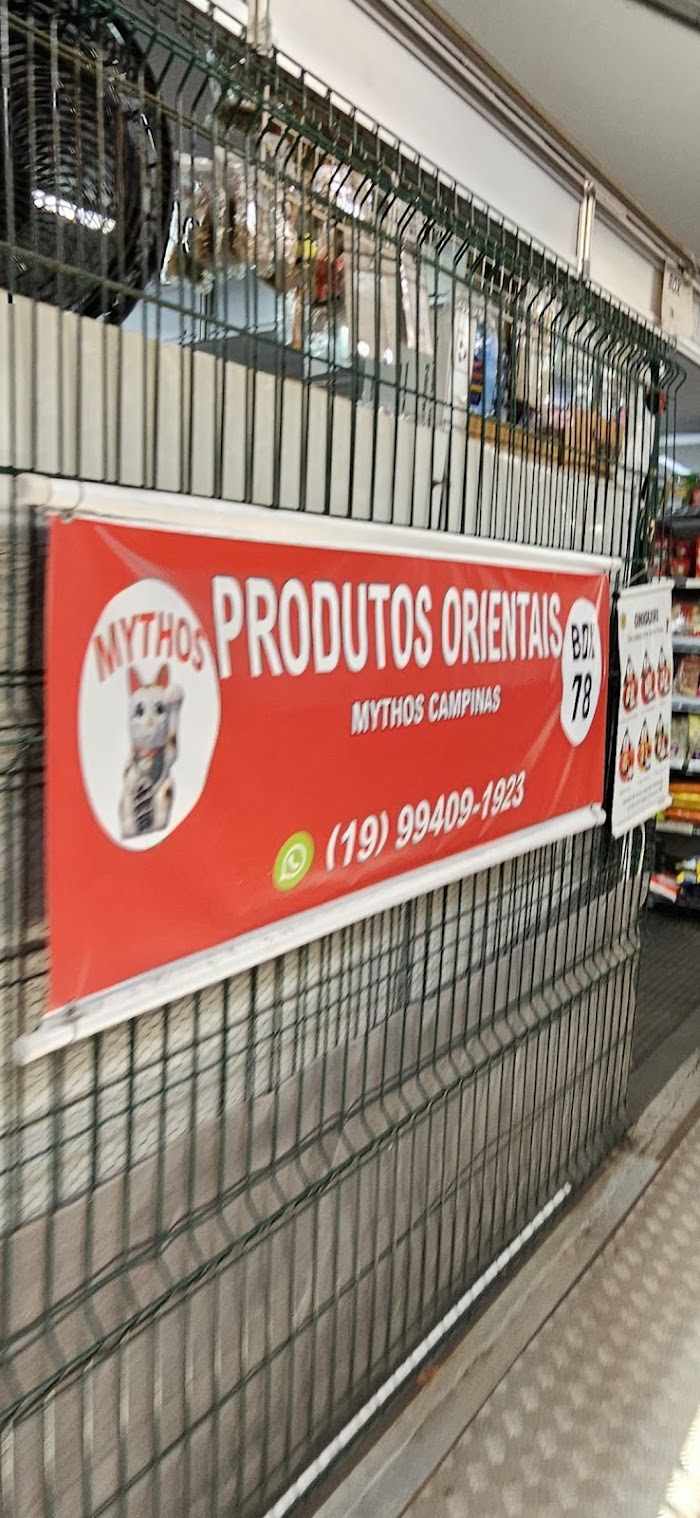 MYTHOS
PRODUTOS ORIENTAIS
BOX
78
MYTHOS CAMPINAS
(19) 99409-1923